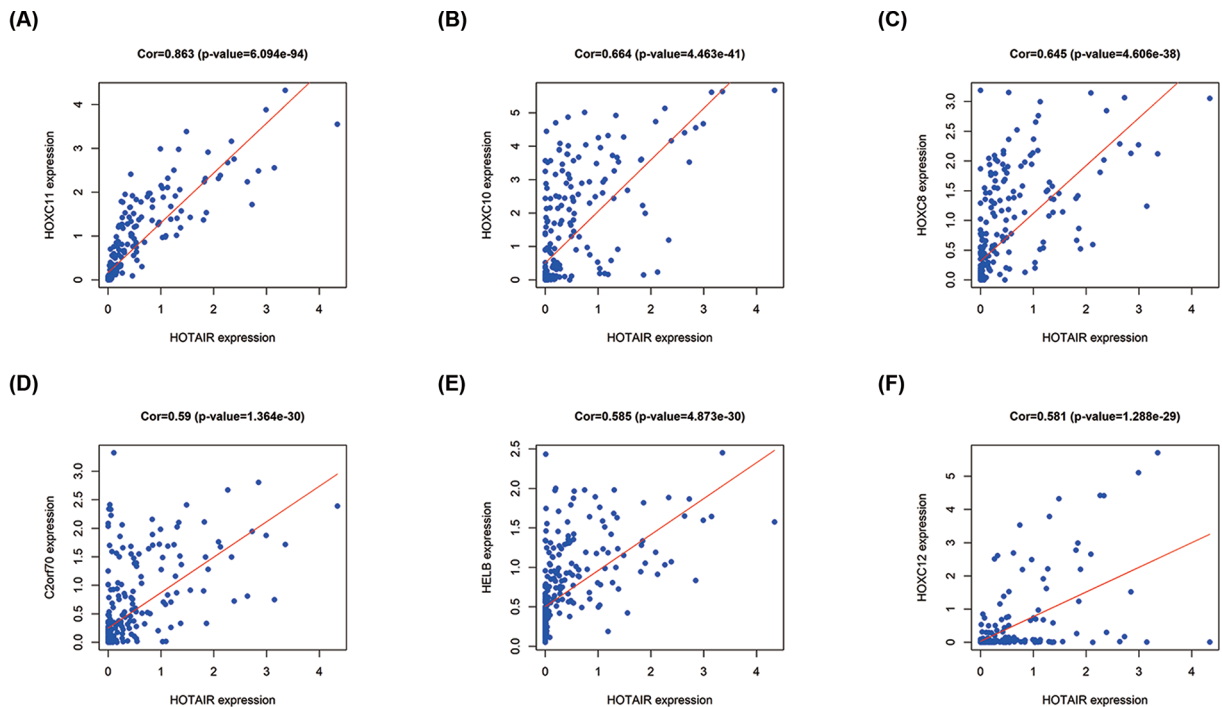 (A)
Cor=0.863 (p-value=6.094e-94)
HOXC11 expression
4
3
2
1
0
0 1 2 3 4
HOTAIR expression
(B)
Cor=0.664 (p-value=4.463e-41)
HOXC10 expression
5
4
3
2
1
0
0 1 2 3 4
HOTAIR expression
(C)
Cor=0.645 (p-value=4.606e-38)
HOXC8 expression
3.0
2.5
2.0
1.5
1.0
0.5
0.0
0 1 2 3 4
HOTAIR expression
(D)
Cor=0.59 (p-value=1.364e-30)
C2orf70 expression
3.0
2.5
2.0
1.5
1.0
0.5
0.0
0 1 2 3 4
HOTAIR expression
(E)
Cor=0.585 (p-value=4.873e-30)
HELB expression
2.5
2.0
1.5
1.0
0.5
0.0
0 1 2 3 4
HOTAIR expression
(F)
Cor=0.581 (p-value=1.288e-29)
HOXC12 expression
5
4
3
2
1
0
0 1 2 3 4
HOTAIR expression